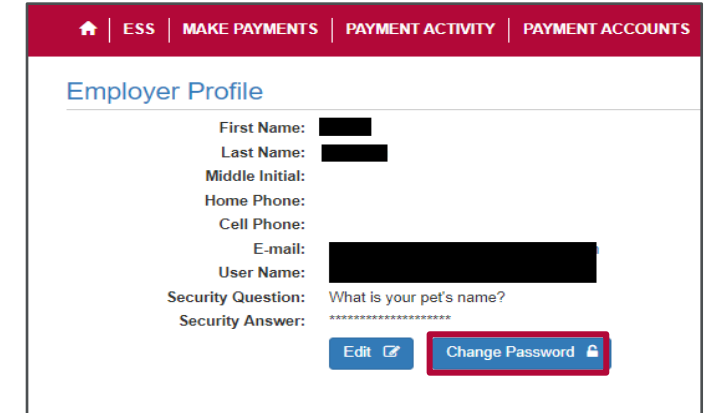 ESS | MAKE PAYMENTS | PAYMENT ACTIVITY | PAYMENT ACCOUNTS
Employer Profile
First Name:
Last Name:
Middle Initial:
Home Phone:
Cell Phone:
E-mail:
User Name:
Security Question: What is your pet's name?
Security Answer: ********************
Edit Change Password